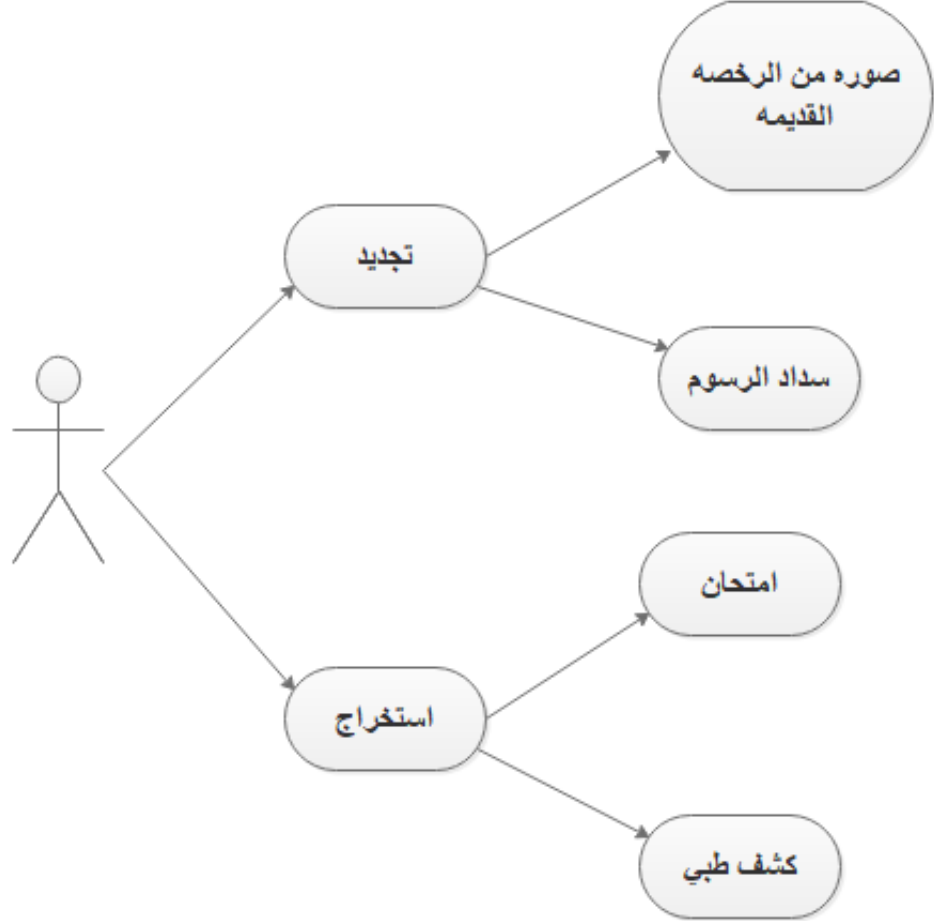 صوره من الرخصه
القديمه
تجديد
سداد الرسوم
امتحان
استخراج
كشف طبي